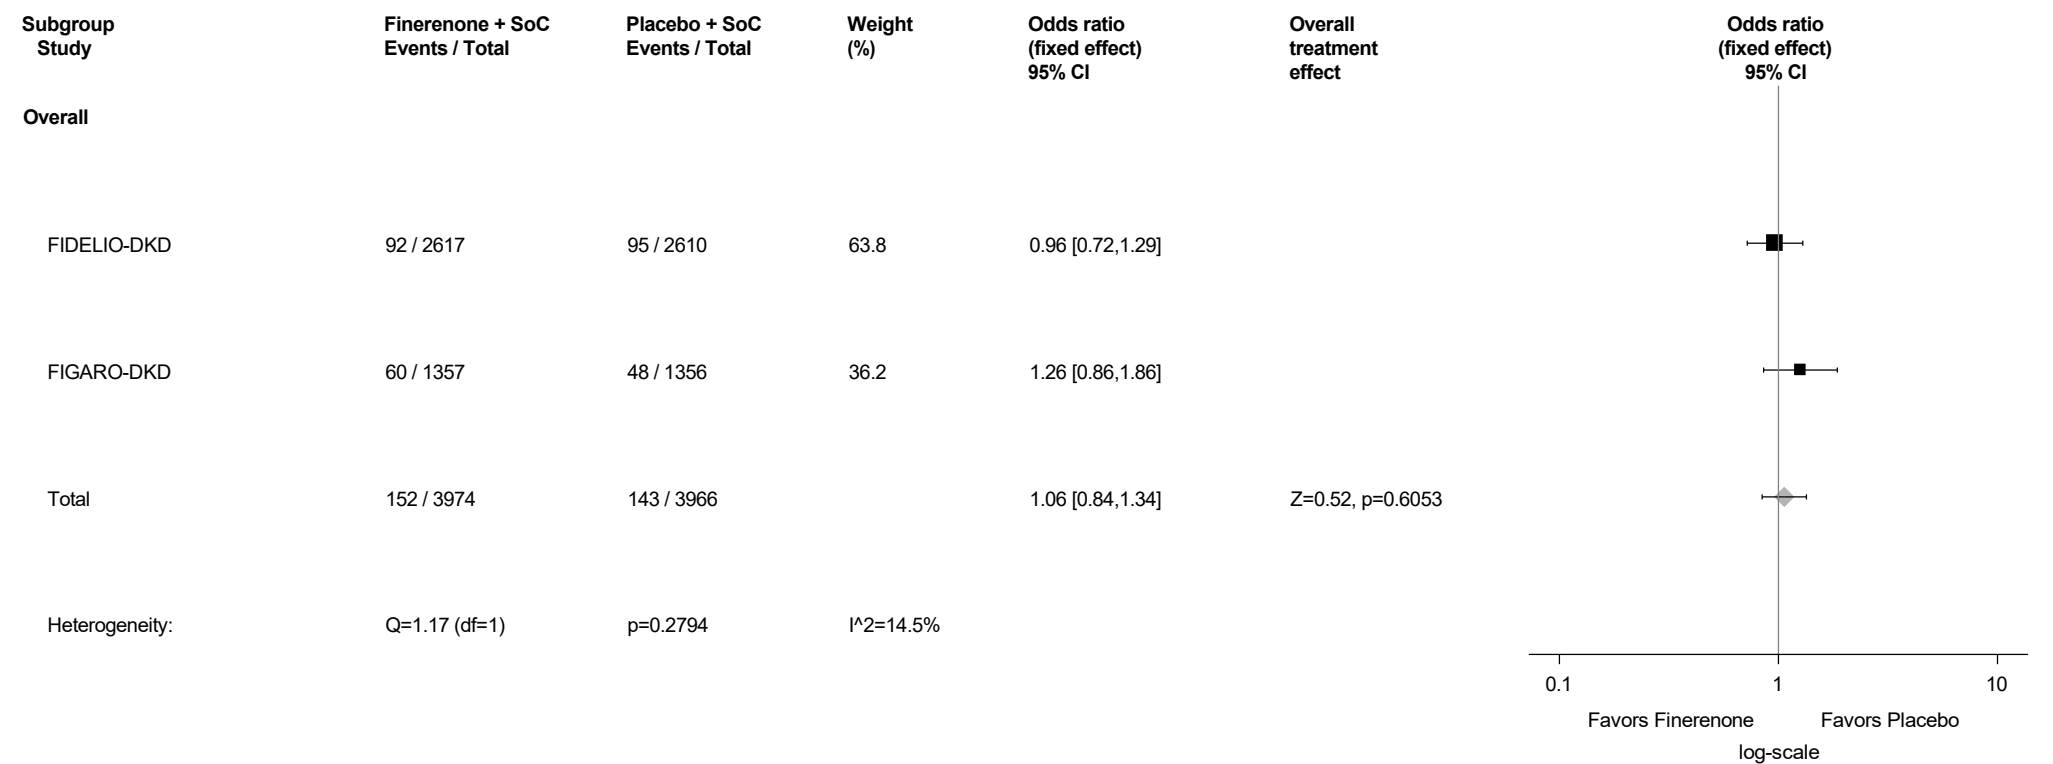 Subgroup Finerenone + SoC Placebo + SoC Weight Odds ratio Overall Odds ratio
Study Events / Total Events / Total (%) (fixed effect) treatment (fixed effect)
95% CI effect 95% CI
Overall
FIDELIO-DKD 92 / 2617 95 / 2610 63.8 0.96 [0.72,1.29]
FIGARO-DKD 60 / 1357 48 / 1356 36.2 1.26 [0.86,1.86]
Total 152 / 3974 143 / 3966 1.06 [0.84,1.34] Z=0.52, p=0.6053
Heterogeneity: Q=1.17 (df=1) p=0.2794 I^2=14.5%
0.1 1 10
Favors Finerenone Favors Placebo
log-scale